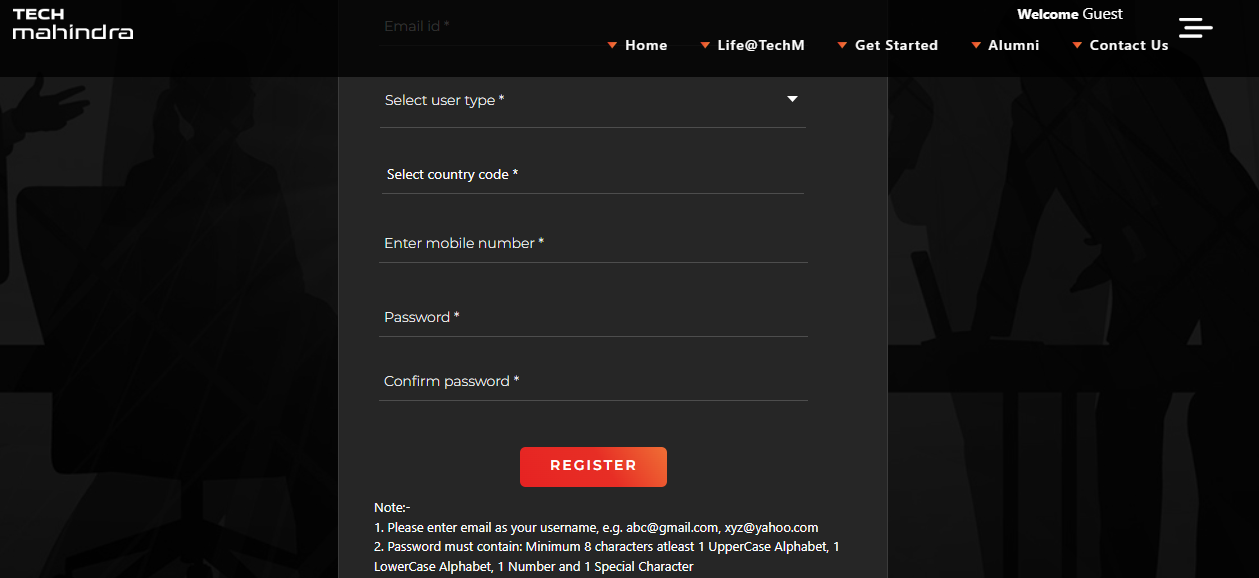 TECH
mahindra
Welcome Guest
Home Life@TechM Get Started Alumni Contact Us
Email id *
Select user type *
Select country code *
Enter mobile number *
Password *
Confirm password *
REGISTER
Note:-
1. Please enter email as your username, e.g. abc@gmail.com, xyz@yahoo.com
2. Password must contain: Minimum 8 characters atleast 1 UpperCase Alphabet, 1
LowerCase Alphabet, 1 Number and 1 Special Character